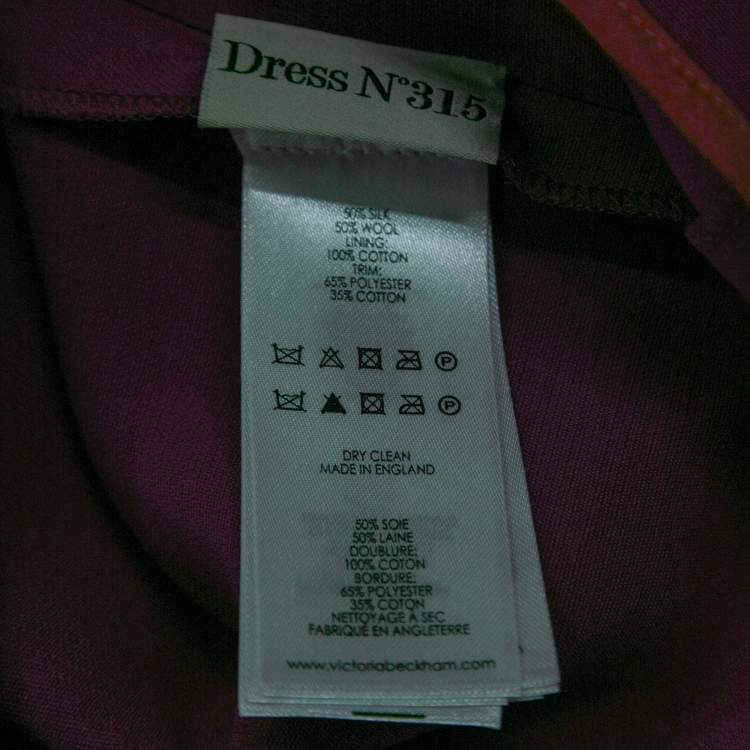 Dress N°315
50% SILK
50% WOOL
LINING:
100% COTTON
TRIM:
65% POLYESTER
35% COTTON
P
P
DRY CLEAN
MADE IN ENGLAND
50% SOIE
50% LAINE
DOUBLURE:
100% COTON
BORDURE:
65% POLYESTER
35% COTON
NETTOYAGE À SEC
FABRIQUÉ EN ANGLETERRE
www.victoriabeckham.com